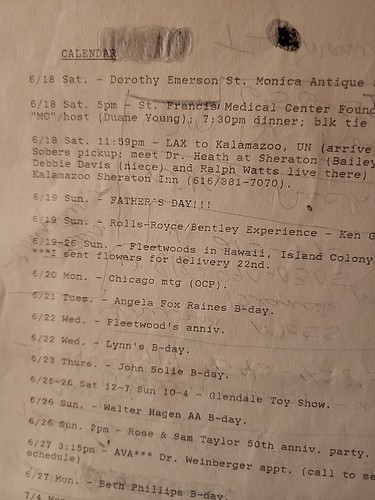 CALENDAR
6/18 Sat. - Dorothy Emerson St. Monica Antique
6/18 Sat. 5pm - St. Francis Medical Center Found
"MC"/host (Duane Young); 7:30pm dinner; blk tie
6/18 Sat. 11:59pm - LAX to Kalamazoo, UN (arrive
Sobers pickup; meet Dr. Heath at Sheraton (Bailey
Debbie Davis (niece) and Ralph Watts live there)
Kalamazoo Sheraton Inn (616/381-7070).
6/19 Sun. - FATHER'S DAY!!!
6/19 Sun. - Rolls-Royce/Bentley Experience - Ken G
6/19-26 Sun. - Fleetwoods in Hawaii, Island Colony
***I sent flowers for delivery 22nd.
6/20 Mon. - Chicago mtg (OCP).
6/21 Tues. - Angela Fox Raines B-day.
6/22 Wed. - Fleetwood's anniv.
6/22 Wed. - Lynn's B-day.
6/23 Thurs. - John Solie B-day.
6/25-26 Sat 12-7 Sun 10-4 - Glendale Toy Show.
6/26 Sun. - Walter Hagen AA B-day.
6/26 Sun. 2pm - Rose & Sam Taylor 50th anniv. party.
6/27 3:15pm - AVA*** Dr. Weinberger appt. (call to se
schedule)
6/27 Mon. - Beth Phillips B-day.
7/4 Mon